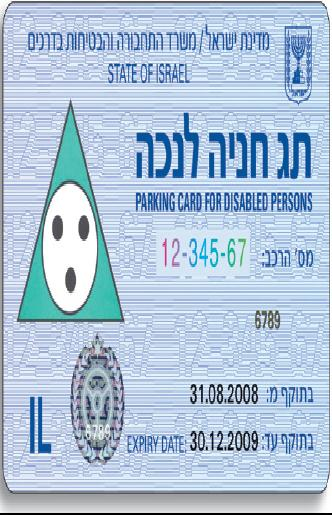 מדינת ישראל/ משרד התחבורה והבטיחות בדרכים
STATE OF ISRAEL
תג חניה לנכה
PARKING CARD FOR DISABLED PERSONS
מס' הרכב: 12-345-67
6789
בתוקף מ: 31.08.2008
בתוקף עד: 30.12.2009 EXPIRY DATE:
IL
6789